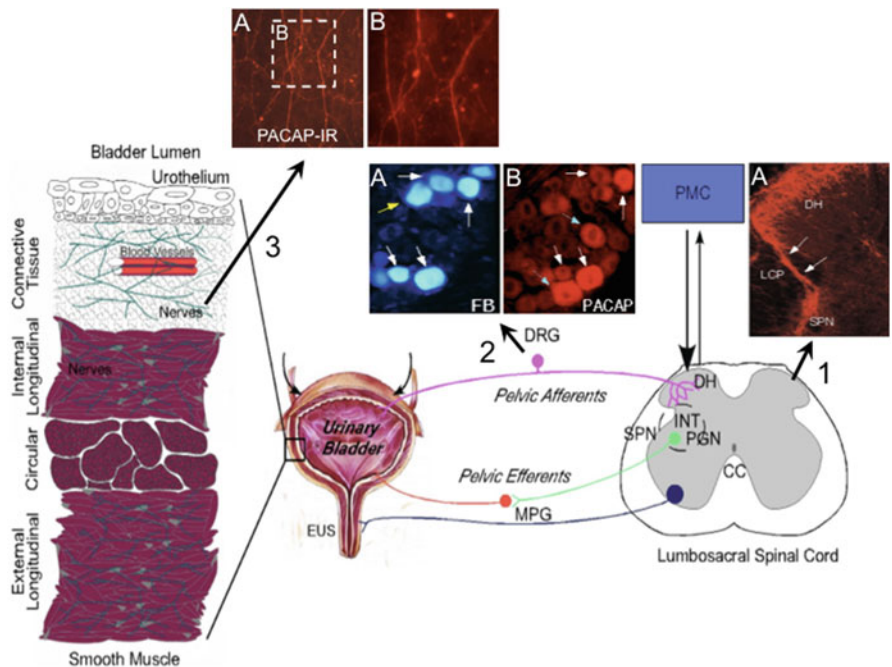 A
B
B
PACAP-IR
Bladder Lumen
Urothelium
Connective
Tissue
Blood Vessels
Nerves
3
Internal
Longitudinal
Nerves
Circular
External
Longitudinal
Smooth Muscle
A
FB
B
PACAP
PMC
A
DH
LCP
SPN
2
DRG
1
Pelvic Afferents
Urinary
Bladder
DH
INT
SPN
PGN
CC
Pelvic Efferents
MPG
EUS
Lumbosacral Spinal Cord